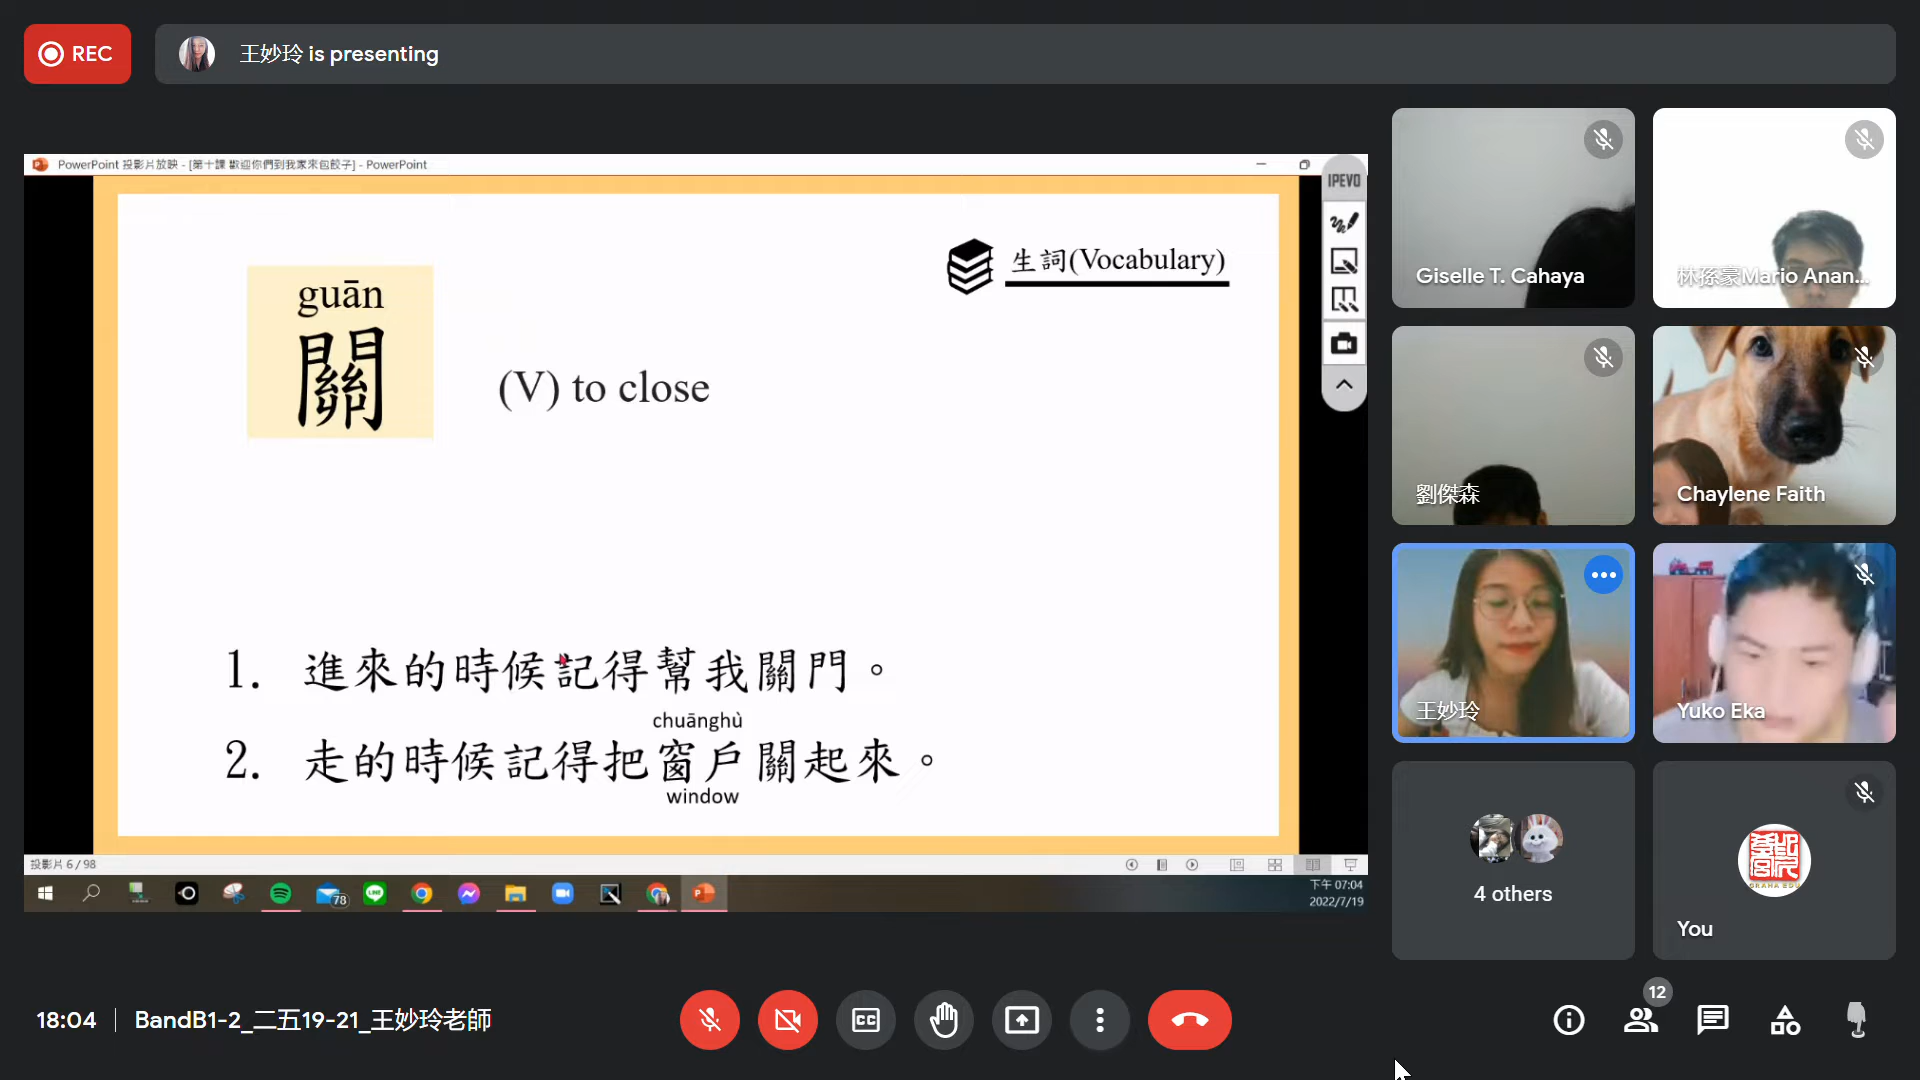 REC
王妙玲 is presenting
PowerPoint 投影片放映 - [第十課 歡迎你們到我家來包餃子] - PowerPoint
IPEVO
生詞(Vocabulary)
guān
關
(V) to close
1. 進來的時候記得幫我關門。
chuānghù
2. 走的時候記得把窗戶關起來。
window
投影片 6 / 98
78
LINE
下午 07:04
2022/7/19
Giselle T. Cahaya
林孫豪Mario Anan...
劉傑森
Chaylene Faith
王妙玲
Yuko Eka
4 others
GRAHA EDU
You
18:04
BandB1-2_二五19-21_王妙玲老師
CC
12